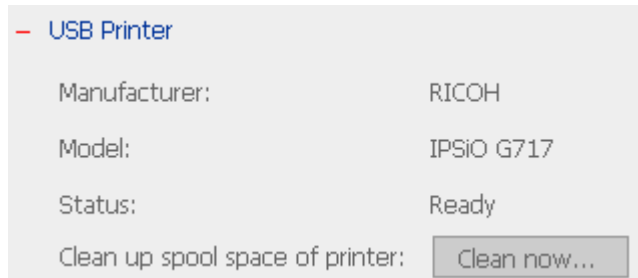 – USB Printer
Manufacturer: RICOH
Model: IPSiO G717
Status: Ready
Clean up spool space of printer: Clean now...